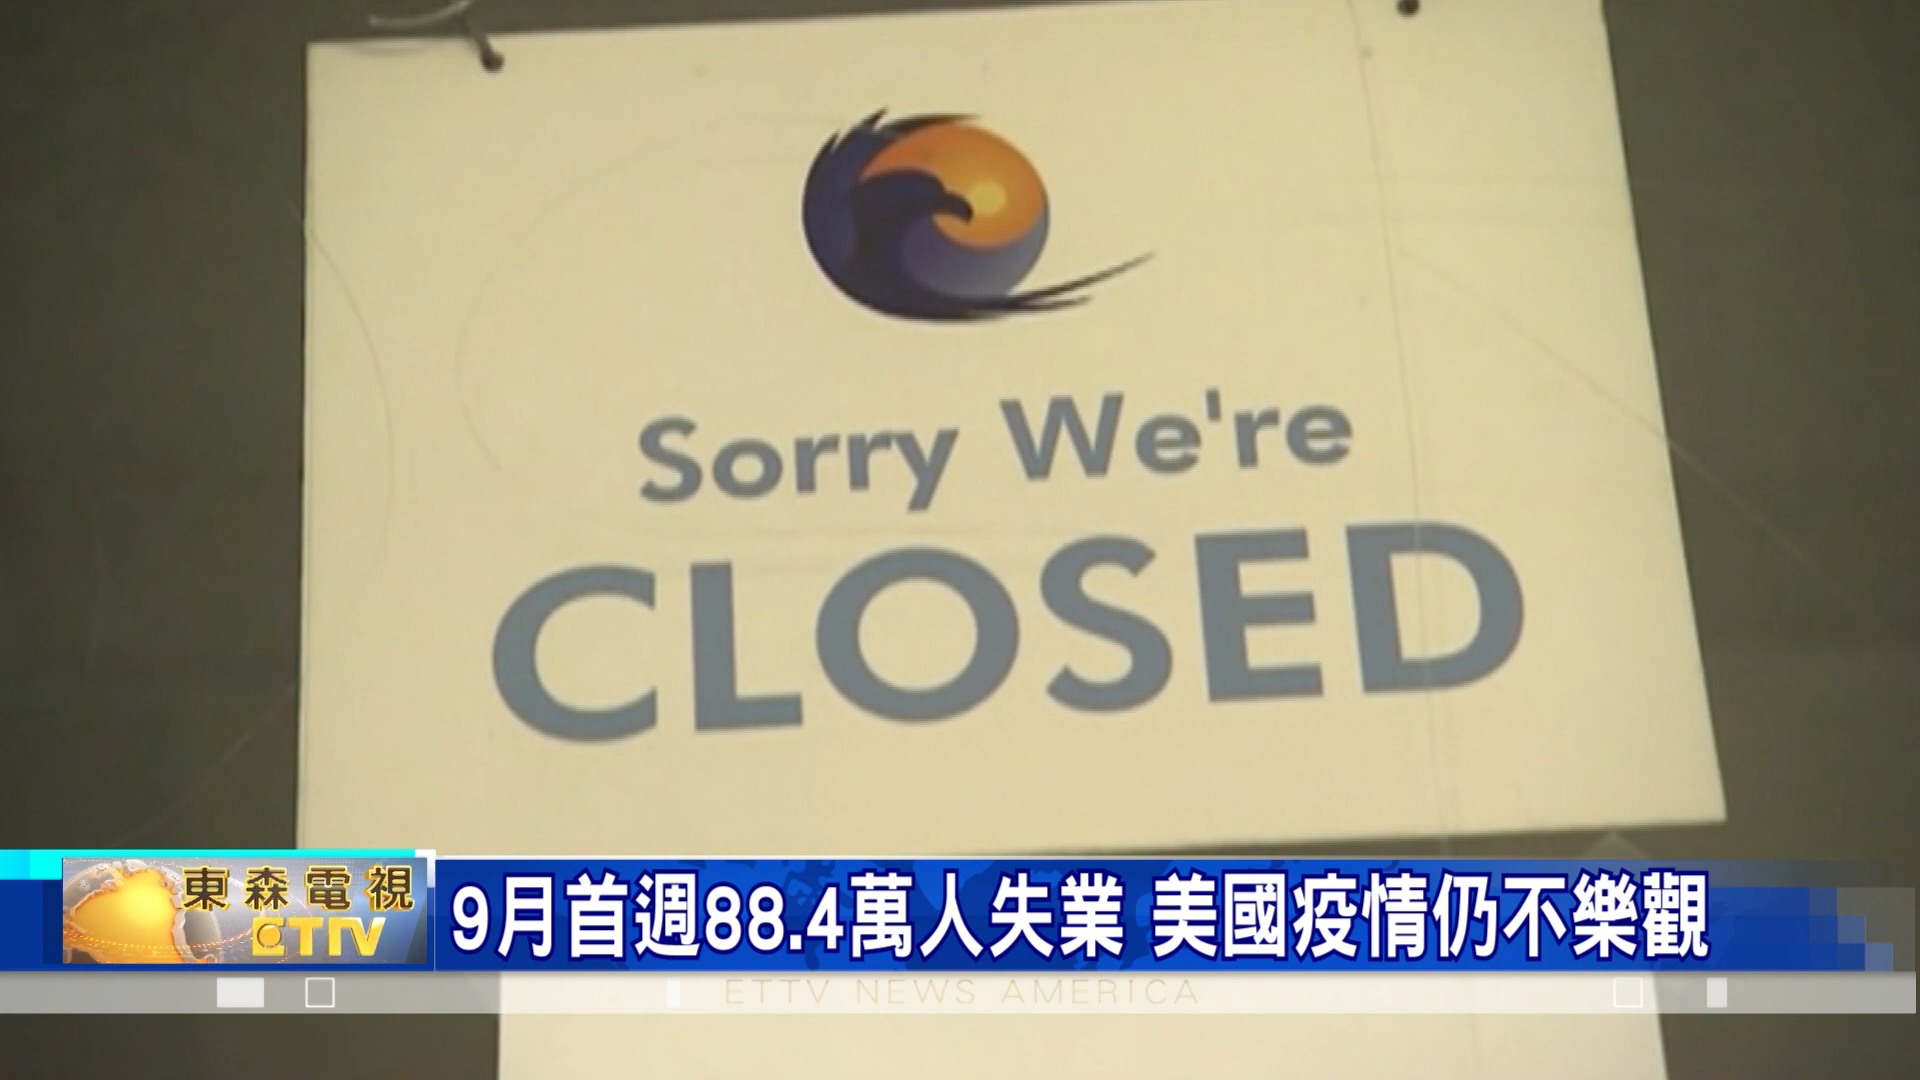 Sorry We're
CLOSED
東森電視
ETTV
9月首週88.4萬人失業 美國疫情仍不樂觀
ETTV NEWS AMERICA